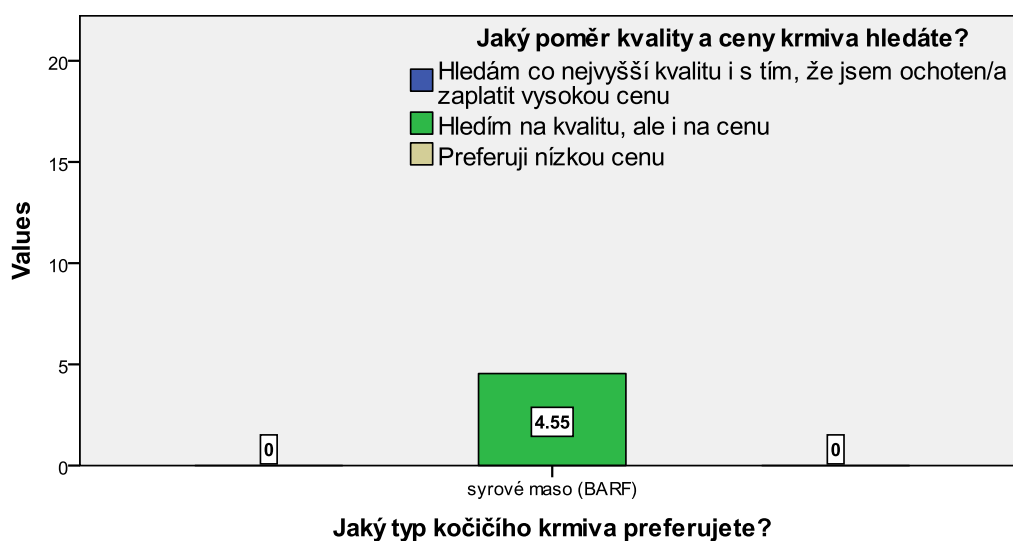 Jaký poměr kvality a ceny krmiva hledáte?
Hledám co nejvyšší kvalitu i s tím, že jsem ochoten/a
zaplatit vysokou cenu
Hledím na kvalitu, ale i na cenu
Preferuji nízkou cenu
Values
20
15
10
5
0
0
4.55
0
syrové maso (BARF)
Jaký typ kočičího krmiva preferujete?